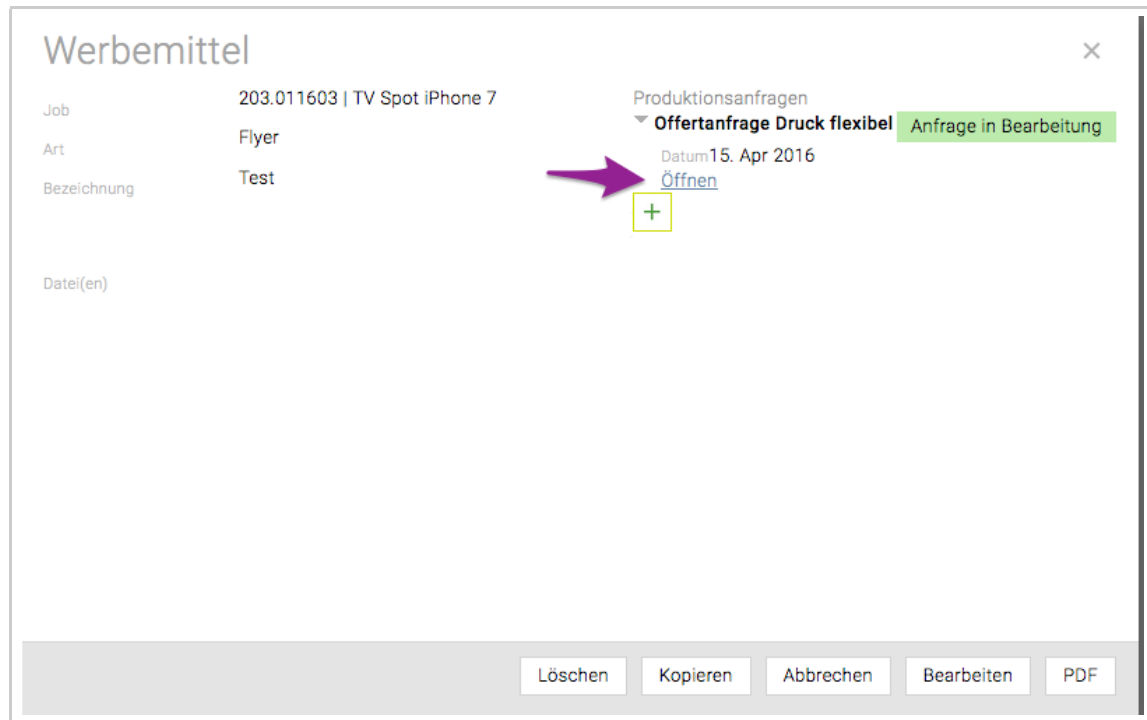 Werbemittel
Job
203.011603 | TV Spot iPhone 7
Art
Flyer
Bezeichnung
Test
Datei(en)
Produktionsanfragen
Offertanfrage Druck flexibel Anfrage in Bearbeitung
Datum15. Apr 2016
Öffnen
+
Löschen Kopieren Abbrechen Bearbeiten PDF